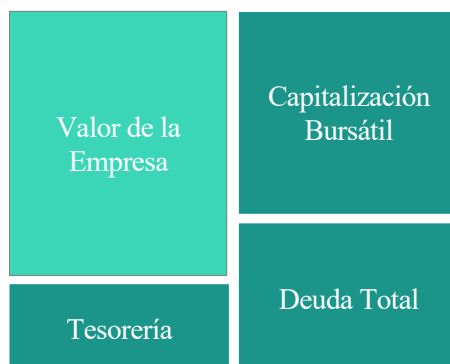 Valor de la
Empresa
Tesorería
Capitalización
Bursátil
Deuda Total